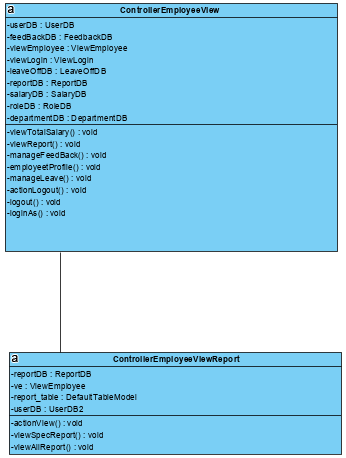 a
ControllerEmployeeView
-userDB : UserDB
-feedBackDB : FeedbackDB
-viewEmployee : ViewEmployee
-viewLogin : ViewLogin
-leaveOffDB : LeaveOffDB
-reportDB : ReportDB
-salaryDB : SalaryDB
-roleDB : RoleDB
-departmentDB : DepartmentDB
-viewTotalSalary() : void
-viewReport() : void
-manageFeedBack() : void
-employeetProfile() : void
-manageLeave() : void
-actionLogout() : void
-logout() : void
-loginAs() : void
a
ControllerEmployeeViewReport
-reportDB : ReportDB
-ve : ViewEmployee
-report_table : DefaultTableModel
-userDB : UserDB2
-actionView() : void
-viewSpecReport() : void
-viewAllReport() : void